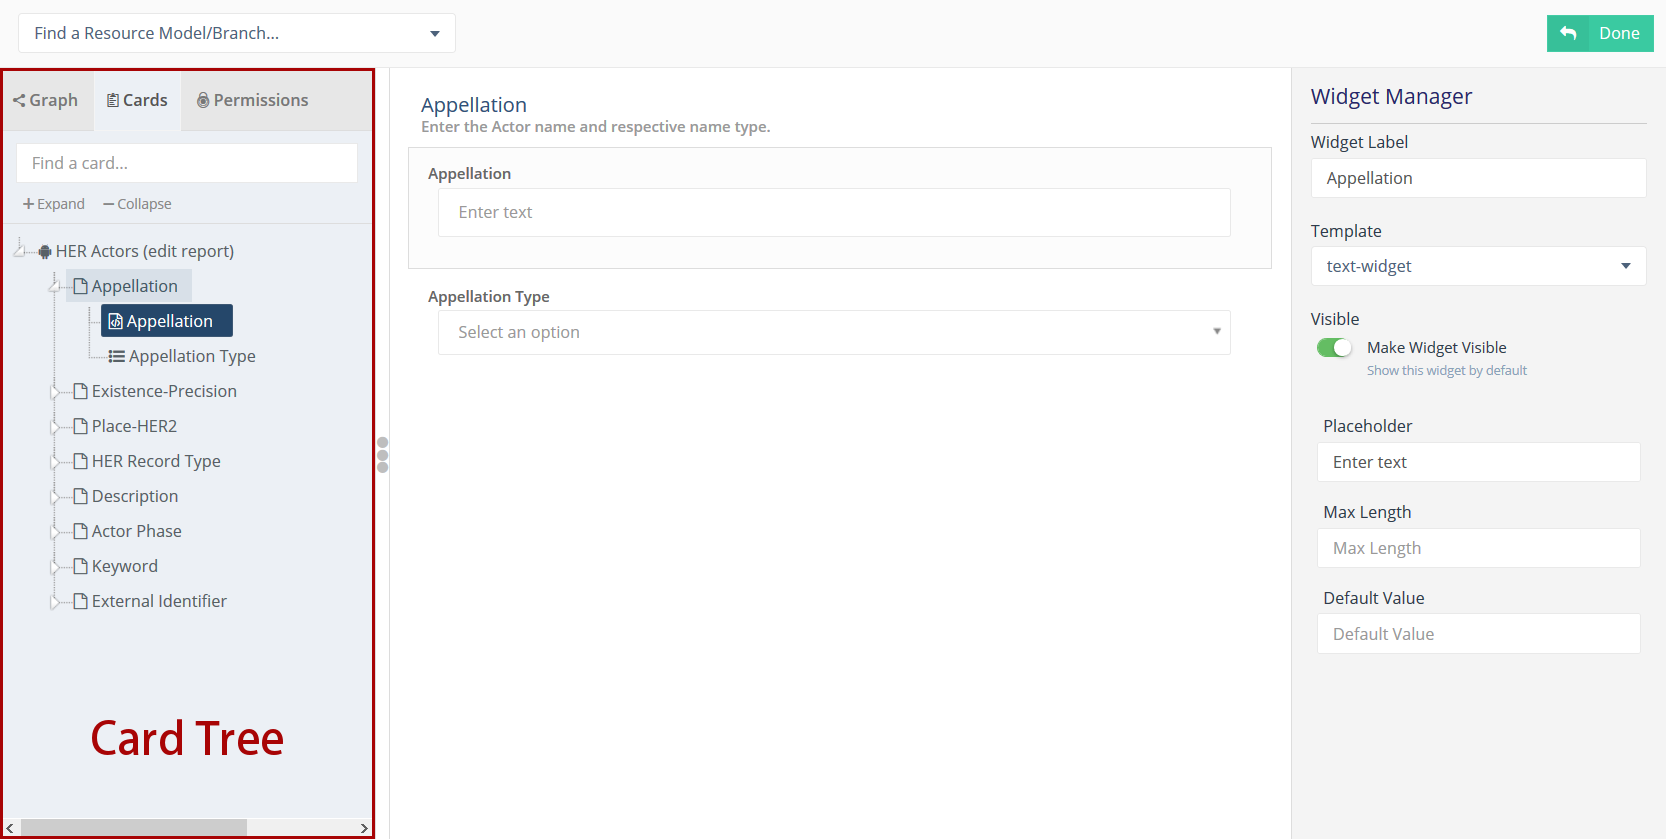 Find a Resource Model/Branch...
Done
Graph
Cards
Permissions
Find a card...
Expand
Collapse
HER Actors (edit report)
Appellation
Appellation
Appellation Type
Existence-Precision
Place-HER2
HER Record Type
Description
Actor Phase
Keyword
External Identifier
Card Tree
Appellation
Enter the Actor name and respective name type.
Appellation
Enter text
Appellation Type
Select an option
Widget Manager
Widget Label
Appellation
Template
text-widget
Visible
Make Widget Visible
Show this widget by default
Placeholder
Enter text
Max Length
Max Length
Default Value
Default Value